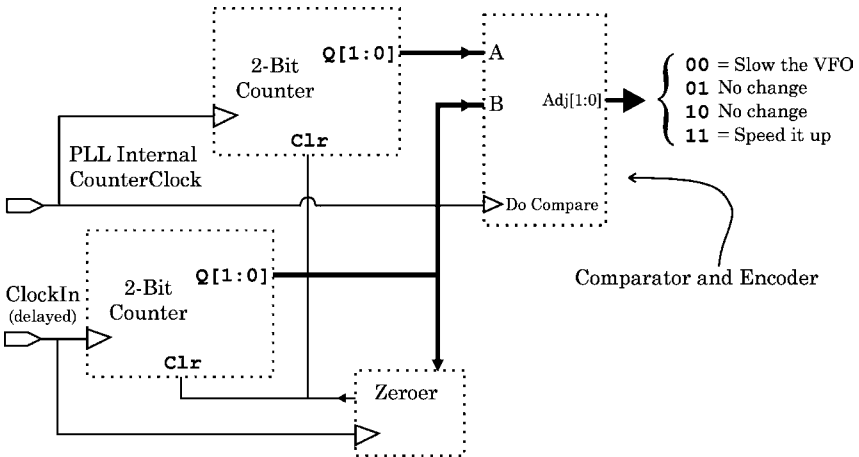 2-Bit
Counter
Q[1:0]
Clr
A
B
Adj[1:0]
Do Compare
00 = Slow the VFO
01 No change
10 No change
11 = Speed it up
PLL Internal
CounterClock
Comparator and Encoder
ClockIn
(delayed)
2-Bit
Counter
Q[1:0]
Clr
Zeroer